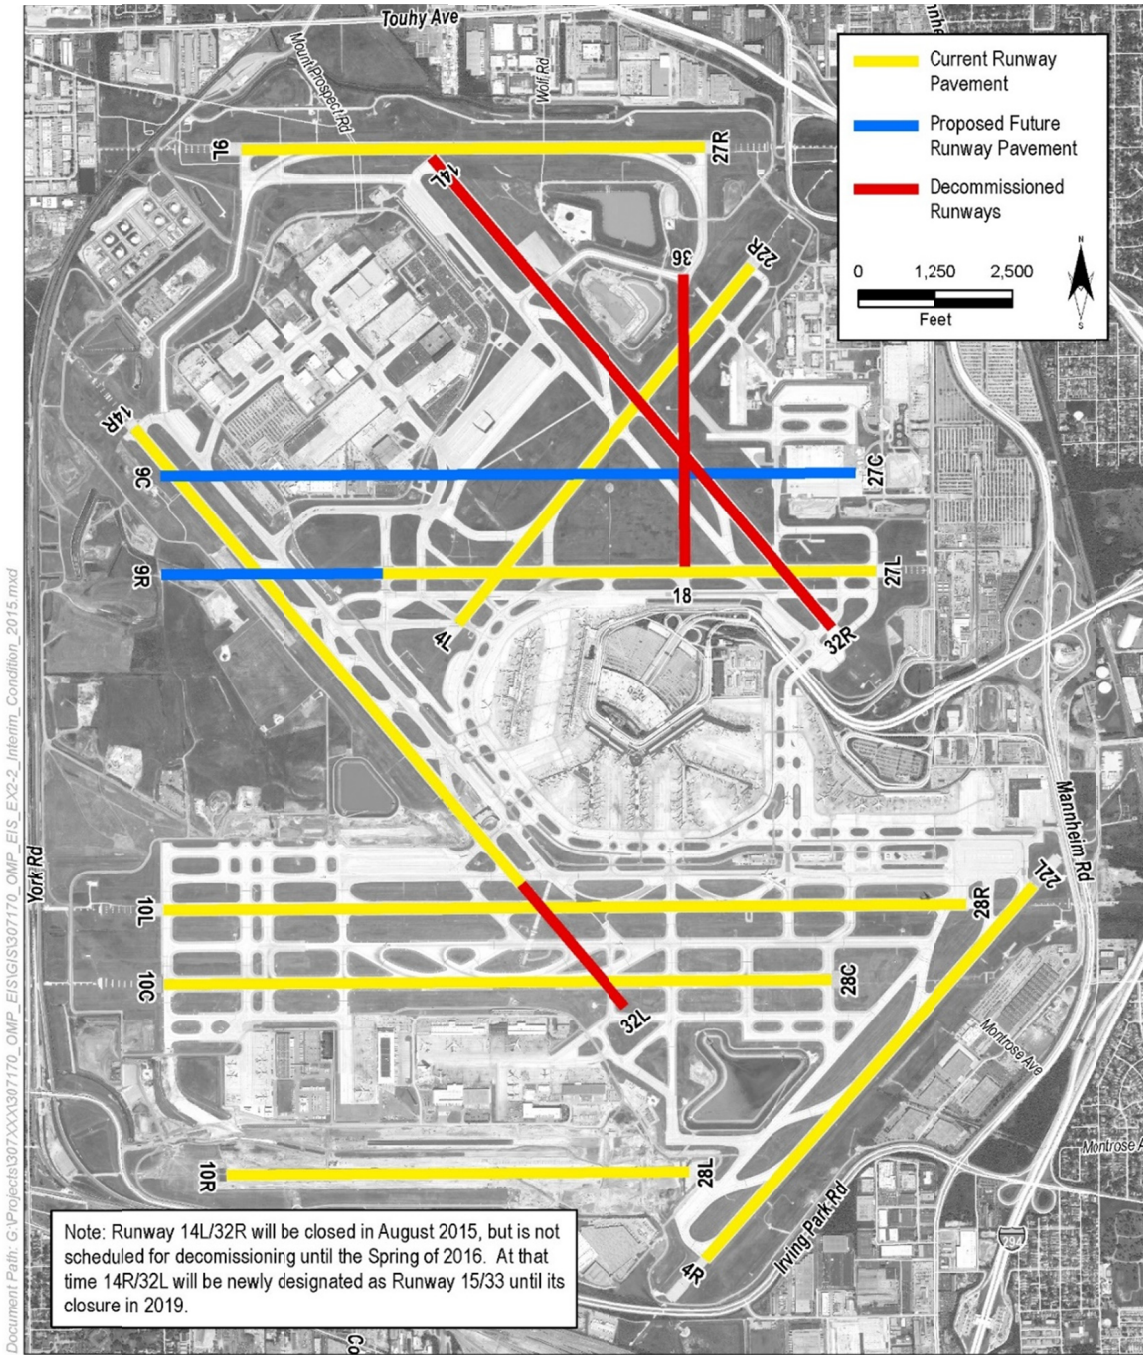 Touhy Ave
Mount Prospect Rd
Wolf Rd
Current Runway
Pavement
Proposed Future
Runway Pavement
Decommissioned
Runways
N
0 1,250 2,500
Feet
S
9L
27R
14L
36
22R
14R
9C
27C
9R
27L
18
4L
32R
York Rd
Mannheim Rd
22L
10L
28R
10C
28C
32L
Montrose Ave
10R
28L
4R
Irving Park Rd
294
Note: Runway 14L/32R will be closed in August 2015, but is not
scheduled for decomissioning until the Spring of 2016. At that
time 14R/32L will be newly designated as Runway 15/33 until its
closure in 2019.
Document Path: G:\Projects\307XXX\307170_OMP_EIS\GIS\307170_OMP_EIS_EX2-2_Interim_Condition_2015.mxd